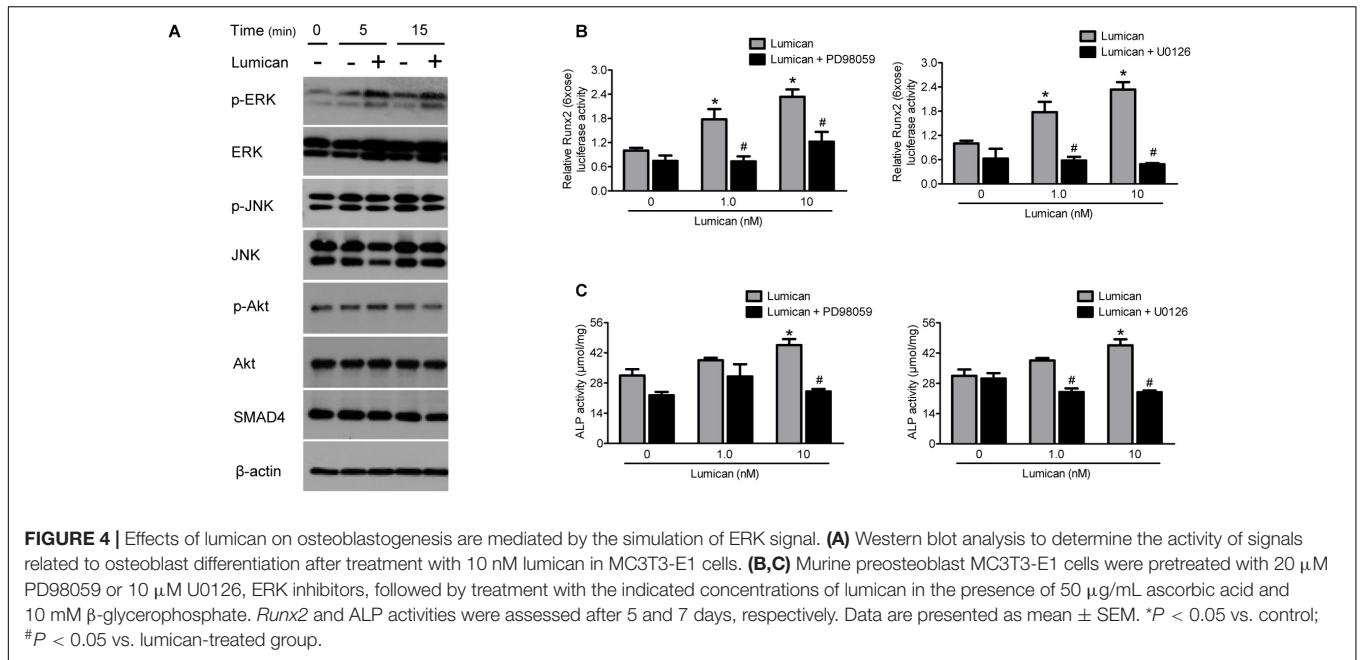 A
Time (min) 0 5 15
Lumican - - + - +
p-ERK
ERK
p-JNK
JNK
p-Akt
Akt
SMAD4
β-actin
B
Lumican
Lumican + PD98059
Relative Runx2 (6xose)
luciferase activity
3.0
2.4
1.8
1.2
0.6
0.0
* # * #
0 1.0 10
Lumican (nM)
Lumican
Lumican + U0126
Relative Runx2 (6xose)
luciferase activity
3.0
2.4
1.8
1.2
0.6
0.0
* # * #
0 1.0 10
Lumican (nM)
C
Lumican
Lumican + PD98059
ALP activity (μmol/mg)
56
42
28
14
0
* #
0 1.0 10
Lumican (nM)
Lumican
Lumican + U0126
ALP activity (μmol/mg)
56
42
28
14
0
# * #
0 1.0 10
Lumican (nM)
FIGURE 4 | Effects of lumican on osteoblastogenesis are mediated by the simulation of ERK signal. (A) Western blot analysis to determine the activity of signals
related to osteoblast differentiation after treatment with 10 nM lumican in MC3T3-E1 cells. (B,C) Murine preosteoblast MC3T3-E1 cells were pretreated with 20 μM
PD98059 or 10 μM U0126, ERK inhibitors, followed by treatment with the indicated concentrations of lumican in the presence of 50 μg/mL ascorbic acid and
10 mM β-glycerophosphate. Runx2 and ALP activities were assessed after 5 and 7 days, respectively. Data are presented as mean ± SEM. *P < 0.05 vs. control;
#P < 0.05 vs. lumican-treated group.